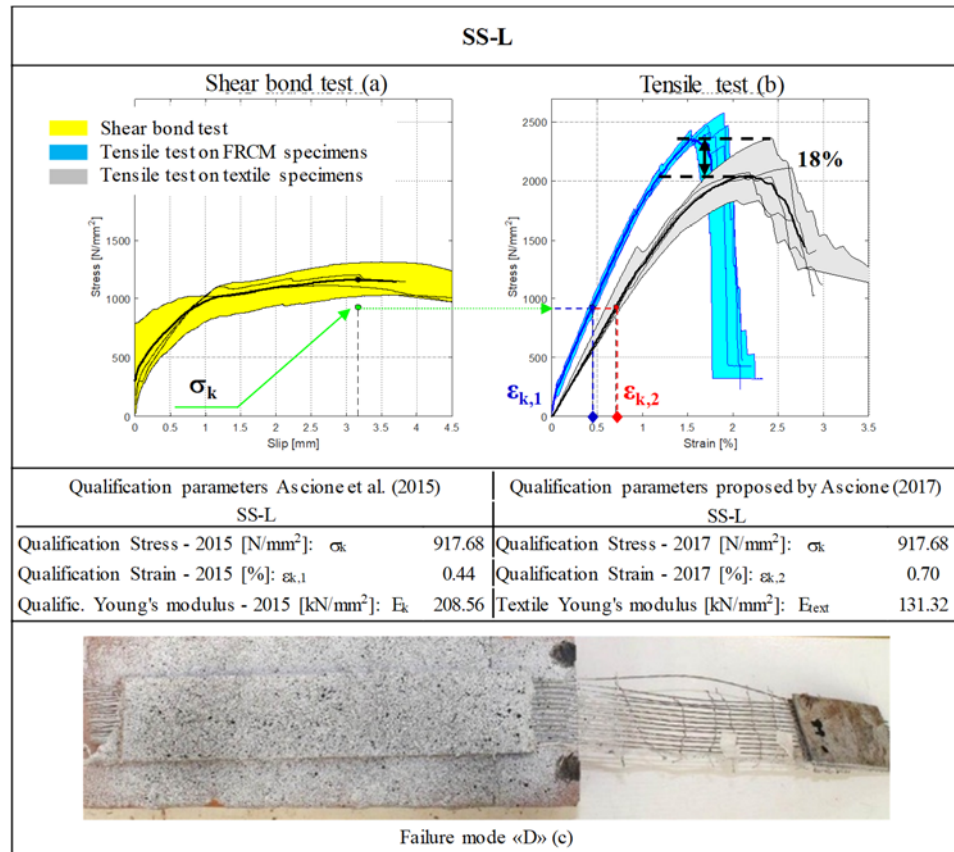 SS-L
Shear bond test (a)
Tensile test (b)
Shear bond test
Tensile test on FRCM specimens
Tensile test on textile specimens
Stress [N/mm²]
1500
1000
500
0
0 0.5 1 1.5 2 2.5 3 3.5 4 4.5
Slip [mm]
σk
Stress [N/mm²]
2500
2000
1500
1000
500
0
18%
εk,1
εk,2
0 0.5 1 1.5 2 2.5 3 3.5
Strain [%]
Qualification parameters Ascione et al. (2015)
SS-L
Qualification Stress - 2015 [N/mm²]: σk 917.68
Qualification Strain - 2015 [%]: εk,1 0.44
Qualific. Young's modulus - 2015 [kN/mm²]: Ek 208.56
Qualification parameters proposed by Ascione (2017)
SS-L
Qualification Stress - 2017 [N/mm²]: σk 917.68
Qualification Strain - 2017 [%]: εk,2 0.70
Textile Young's modulus [kN/mm²]: Etext 131.32
Failure mode «D» (c)